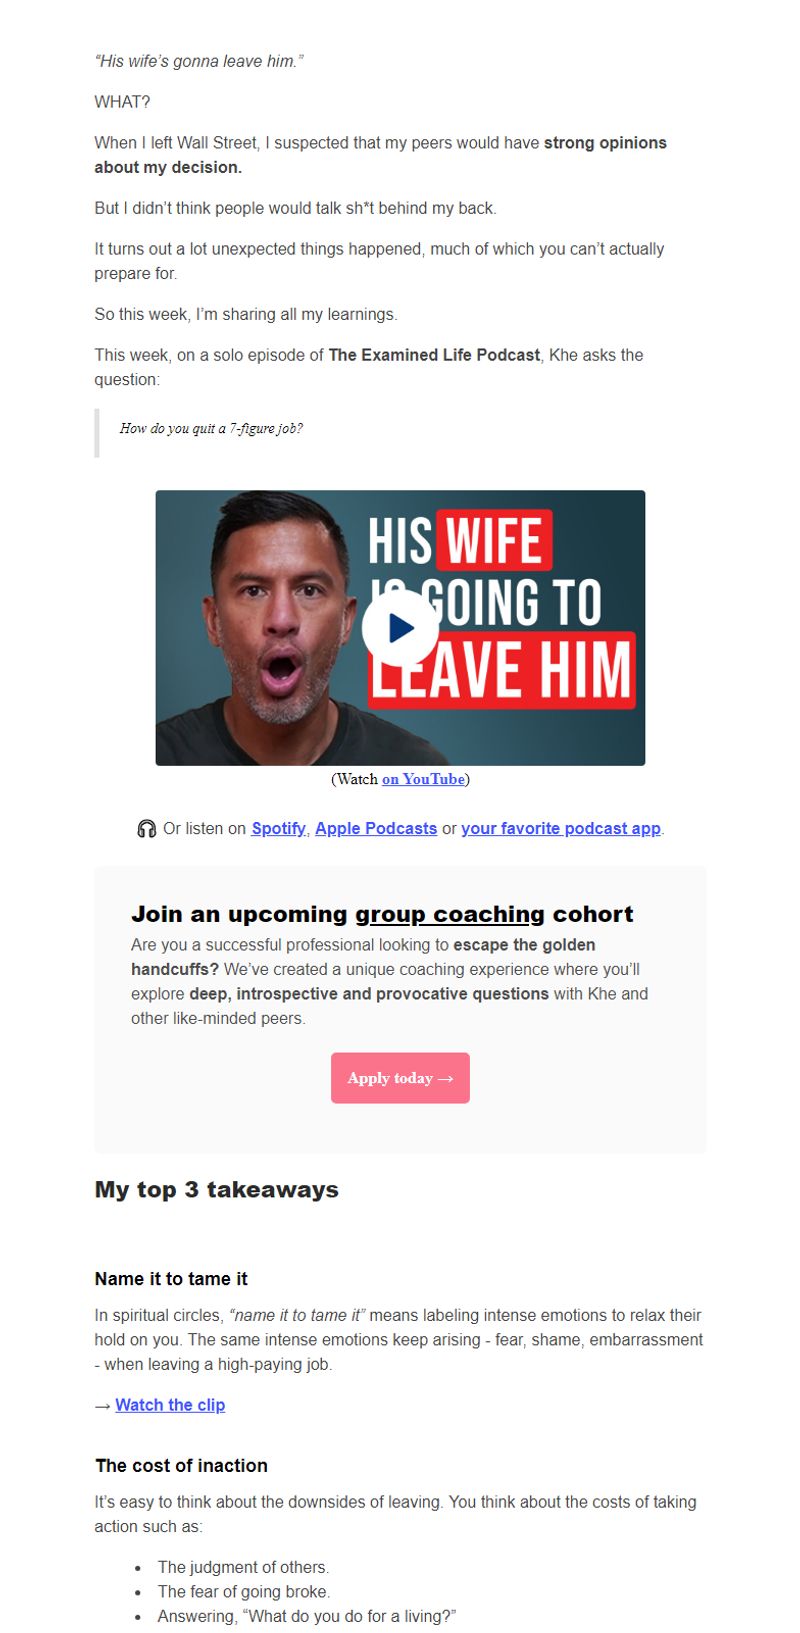 “His wife’s gonna leave him.”
WHAT?
When I left Wall Street, I suspected that my peers would have strong opinions
about my decision.
But I didn’t think people would talk sh*t behind my back.
It turns out a lot unexpected things happened, much of which you can’t actually
prepare for.
So this week, I’m sharing all my learnings.
This week, on a solo episode of The Examined Life Podcast, Khe asks the
question:
How do you quit a 7-figure job?
HIS WIFE
IS GOING TO
LEAVE HIM
(Watch on YouTube)
🎧 Or listen on Spotify, Apple Podcasts or your favorite podcast app.
Join an upcoming group coaching cohort
Are you a successful professional looking to escape the golden
handcuffs? We’ve created a unique coaching experience where you’ll
explore deep, introspective and provocative questions with Khe and
other like-minded peers.
Apply today →
My top 3 takeaways
Name it to tame it
In spiritual circles, “name it to tame it” means labeling intense emotions to relax their
hold on you. The same intense emotions keep arising - fear, shame, embarrassment
- when leaving a high-paying job.
→ Watch the clip
The cost of inaction
It’s easy to think about the downsides of leaving. You think about the costs of taking
action such as:
• The judgment of others.
• The fear of going broke.
• Answering, “What do you do for a living?”